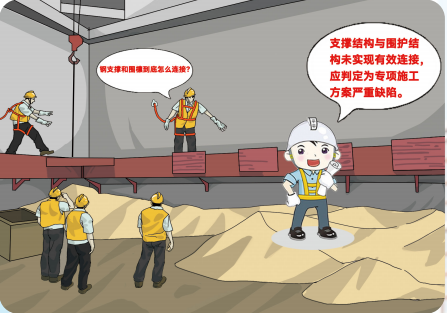 钢支撑和围檩到底怎么连接?
支撑结构与围护结
构未实现有效连接,
应判定为专项施工
方案严重缺陷。